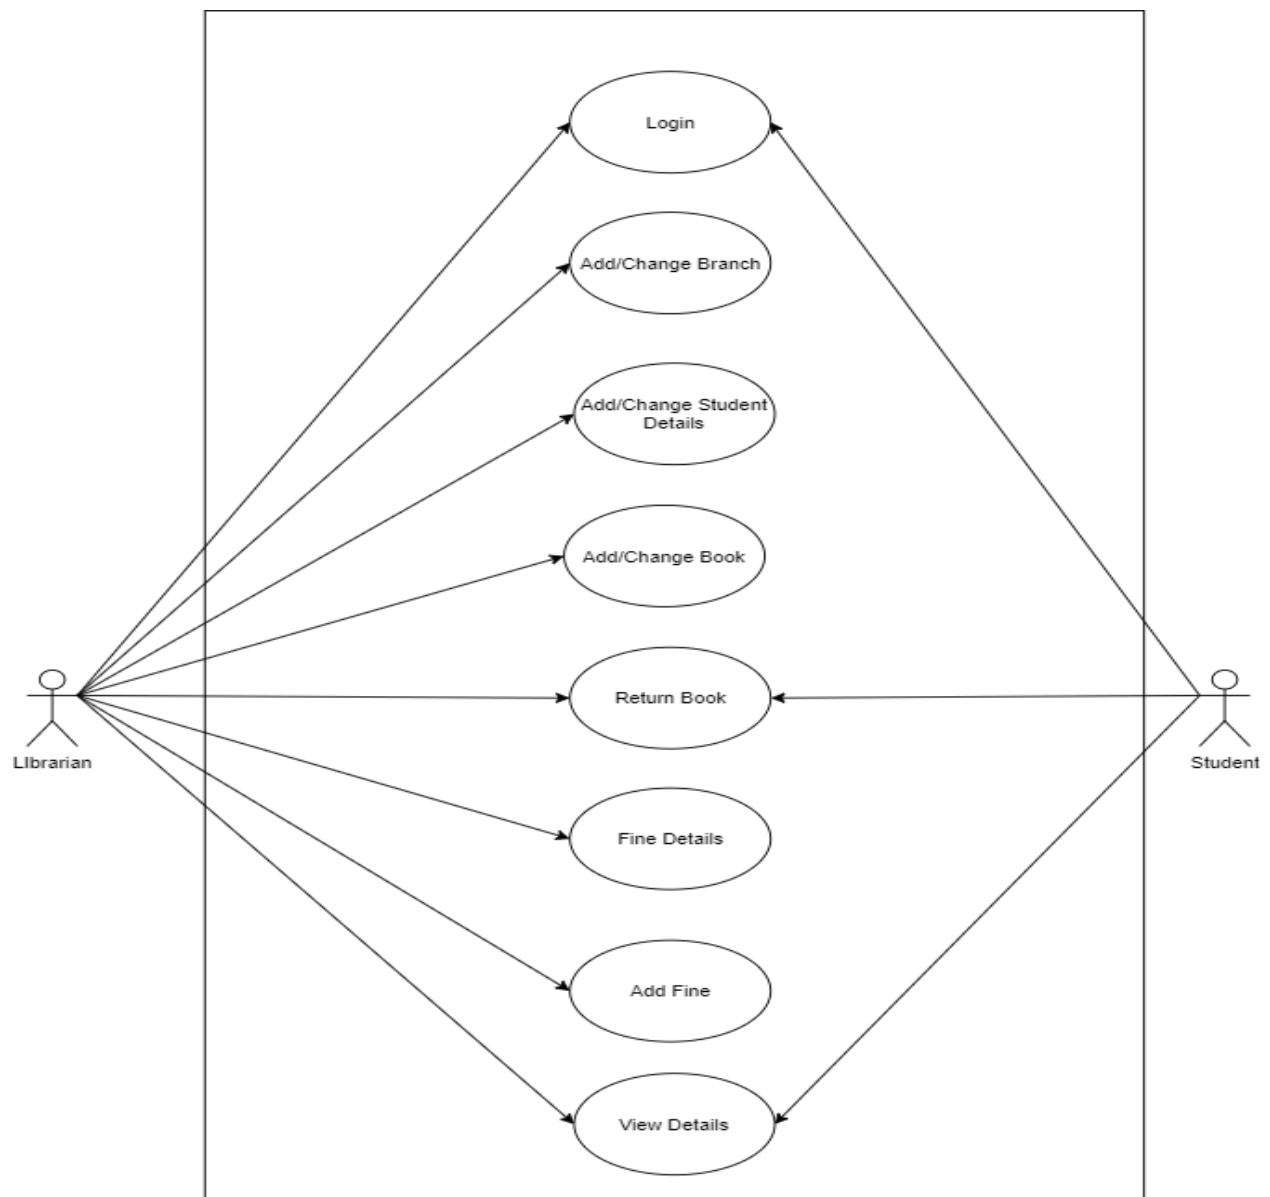 Login
Add/Change Branch
Add/Change Student
Details
Add/Change Book
Return Book
LIbrarian
Student
Fine Details
Add Fine
View Details